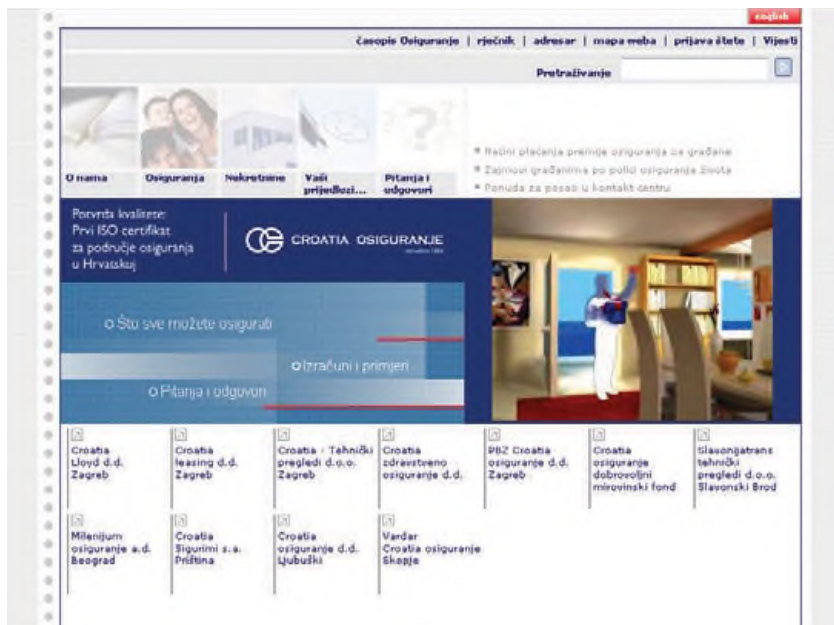 english
časopis Osiguranje | rječnik | adresar | mapa weba | prijava štete | Vijesti
Pretraživanje
Načini plaćanja premije osiguranja za građane
Zajmovi građanima po polici osiguranja života
Ponuda za posao u kontakt centru
O nama
Osiguranja
Nekretnine
Vaši
prijedlozi...
Pitanja i
odgovori
Potvrda kvalitete:
Prvi ISO certifikat
za područje osiguranja
u Hrvatskoj
CROATIA OSIGURANJE
Što sve možete osigurati
Izračuni i primjeri
Pitanja i odgovori
Croatia
Lloyd d.d.
Zagreb
Croatia
leasing d.d.
Zagreb
Croatia - Tehnički
pregledi d.o.o.
Zagreb
Croatia
zdravstveno
osiguranje d.d.
PBZ Croatia
osiguranje d.d.
Zagreb
Croatia
osiguranje
dobrovoljni
mirovinski fond
Slavonijatrans
tehnički
pregledi d.o.o.
Slavonski Brod
Milenijum
osiguranje a.d.
Beograd
Croatia
Sigurimi s.a.
Priština
Croatia
osiguranje d.d.
Ljubuški
Vardar
Croatia osiguranje
Skopje